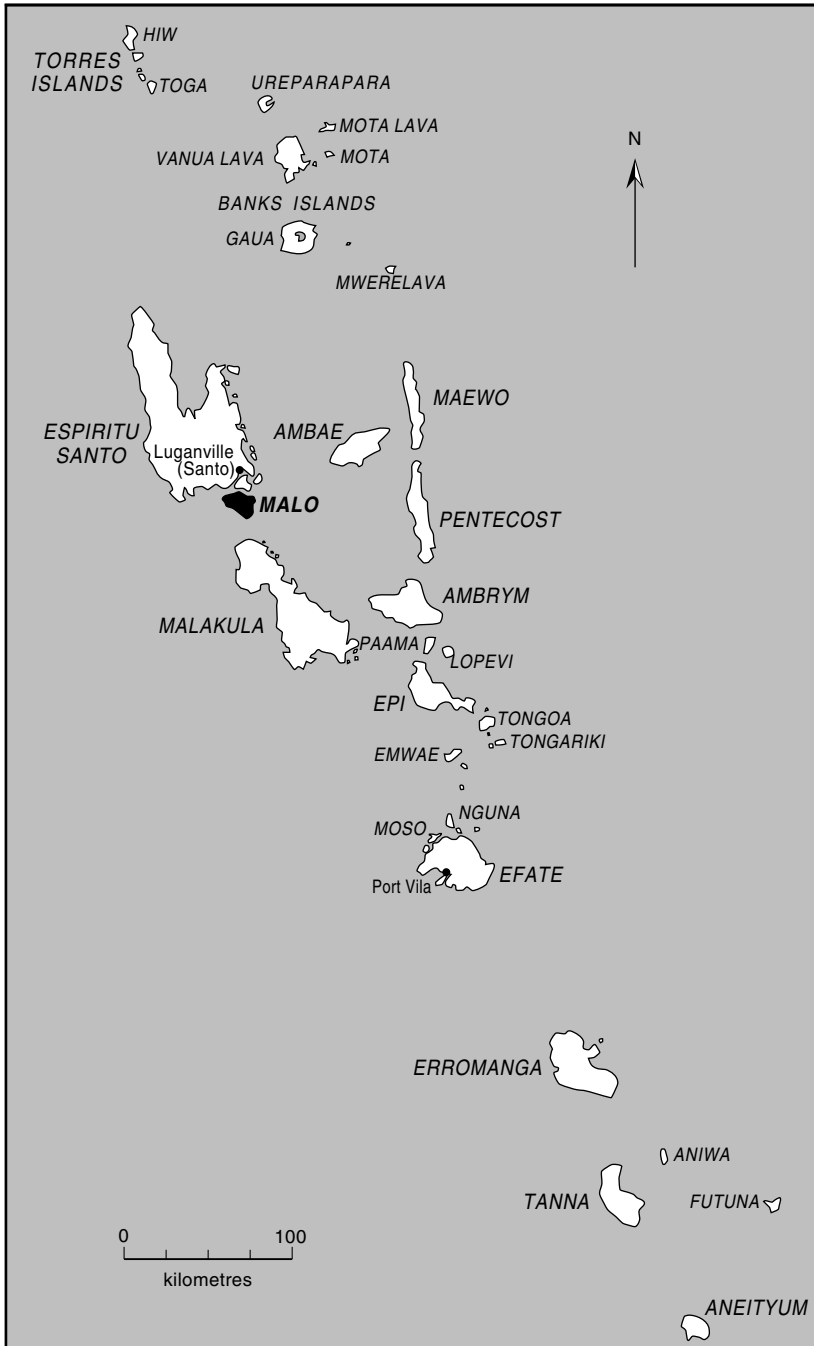 HIW
TORRES
ISLANDS
TOGA
UREPARAPARA
MOTA LAVA
VANUA LAVA
MOTA
N
BANKS ISLANDS
GAUA
MWERELAVA
MAEWO
ESPIRITU
SANTO
AMBAE
Luganville
(Santo)
MALO
PENTECOST
AMBRYM
MALAKULA
PAAMA
LOPEVI
EPI
TONGOA
TONGARIKI
EMWAE
NGUNA
MOSO
EFATE
Port Vila
ERROMANGA
ANIWA
TANNA
FUTUNA
0 100
kilometres
ANEITYUM